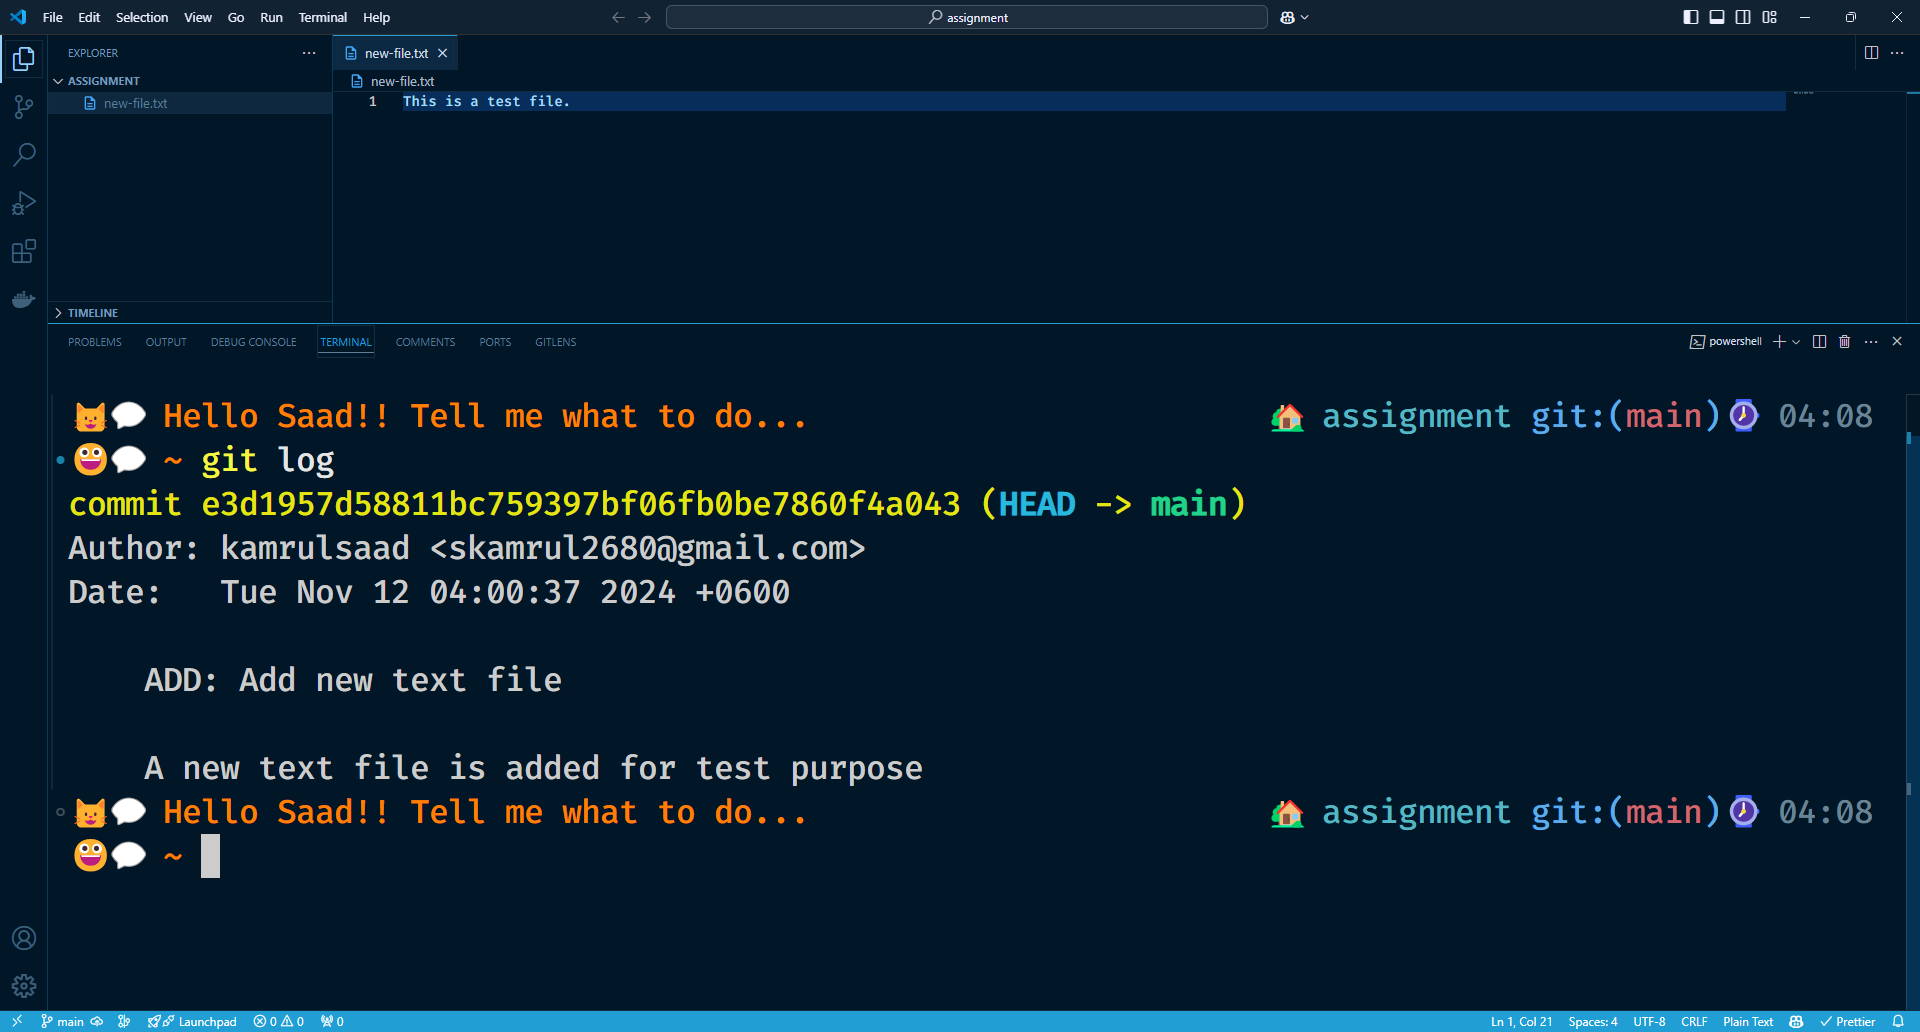 File Edit Selection View Go Run Terminal Help
assignment
EXPLORER
ASSIGNMENT
new-file.txt
TIMELINE
new-file.txt
new-file.txt
1 This is a test file.
PROBLEMS OUTPUT DEBUG CONSOLE TERMINAL COMMENTS PORTS GITLENS
powershell
Hello Saad!! Tell me what to do... assignment git:(main) 04:08
~ git log
commit e3d1957d58811bc759397bf06fb0be7860f4a043 (HEAD -> main)
Author: kamrulsaad <skamrul2680@gmail.com>
Date: Tue Nov 12 04:00:37 2024 +0600
ADD: Add new text file
A new text file is added for test purpose
Hello Saad!! Tell me what to do... assignment git:(main) 04:08
~
main Launchpad 0 0 0 Ln 1, Col 21 Spaces: 4 UTF-8 CRLF Plain Text Prettier